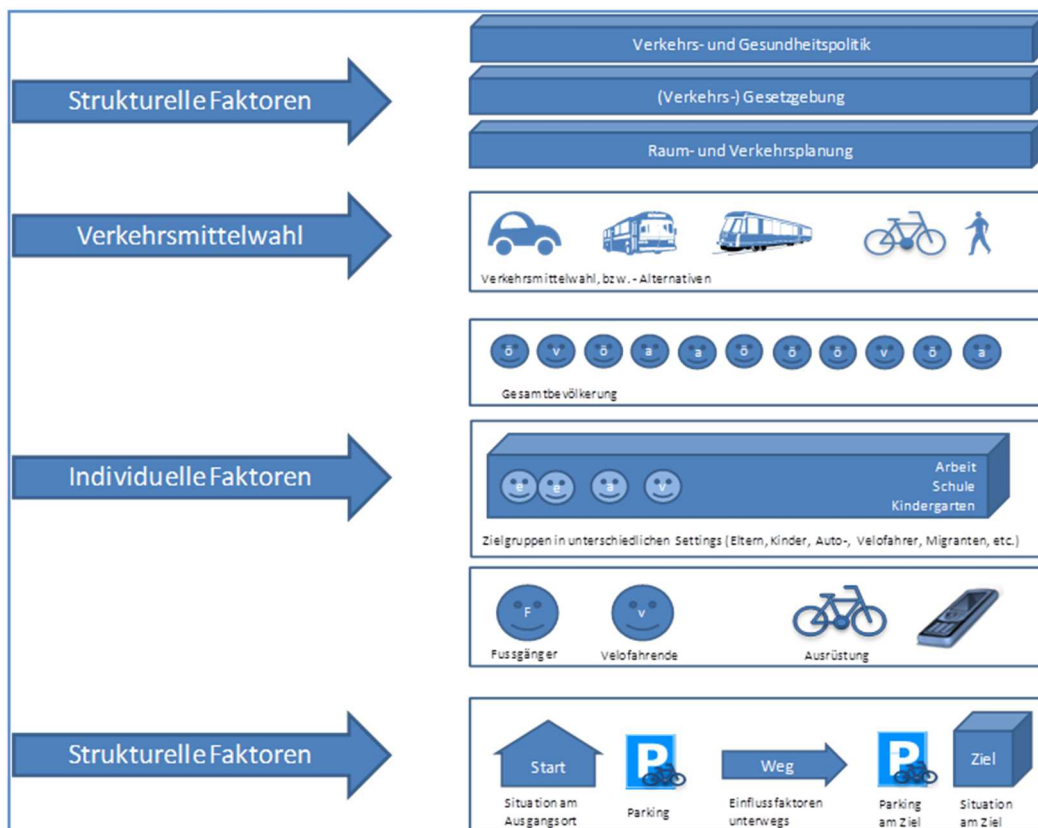 Strukturelle Faktoren
Verkehrs- und Gesundheitspolitik
(Verkehrs-) Gesetzgebung
Raum- und Verkehrsplanung
Verkehrsmittelwahl
Verkehrsmittelwahl, bzw. - Alternativen
ö v ö a a ö ö ö v ö a
Gesamtbevölkerung
Individuelle Faktoren
e e a v
Arbeit
Schule
Kindergarten
Zielgruppen in unterschiedlichen Settings (Eltern, Kinder, Auto-, Velofahrer, Migranten, etc.)
F v
Fussgänger Velofahrende Ausrüstung
Strukturelle Faktoren
Start P Weg P Ziel
Situation am
Ausgangsort
Parking
Einflussfaktoren
unterwegs
Parking
am Ziel
Situation
am Ziel